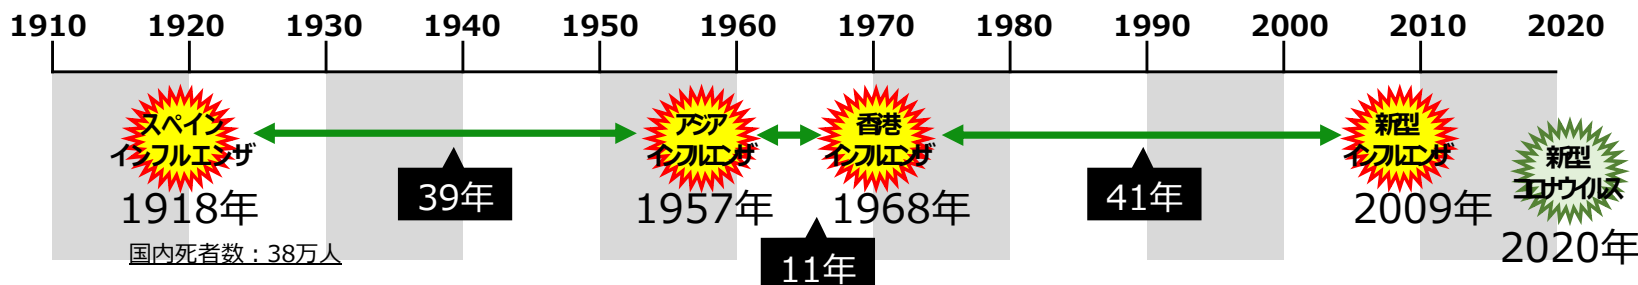 1910 1920 1930 1940 1950 1960 1970 1980 1990 2000 2010 2020
スペイン
インフルエンザ
1918年
国内死者数：38万人
39年
アジア
インフルエンザ
1957年
11年
香港
インフルエンザ
1968年
41年
新型
インフルエンザ
2009年
新型
コロナウイルス
2020年